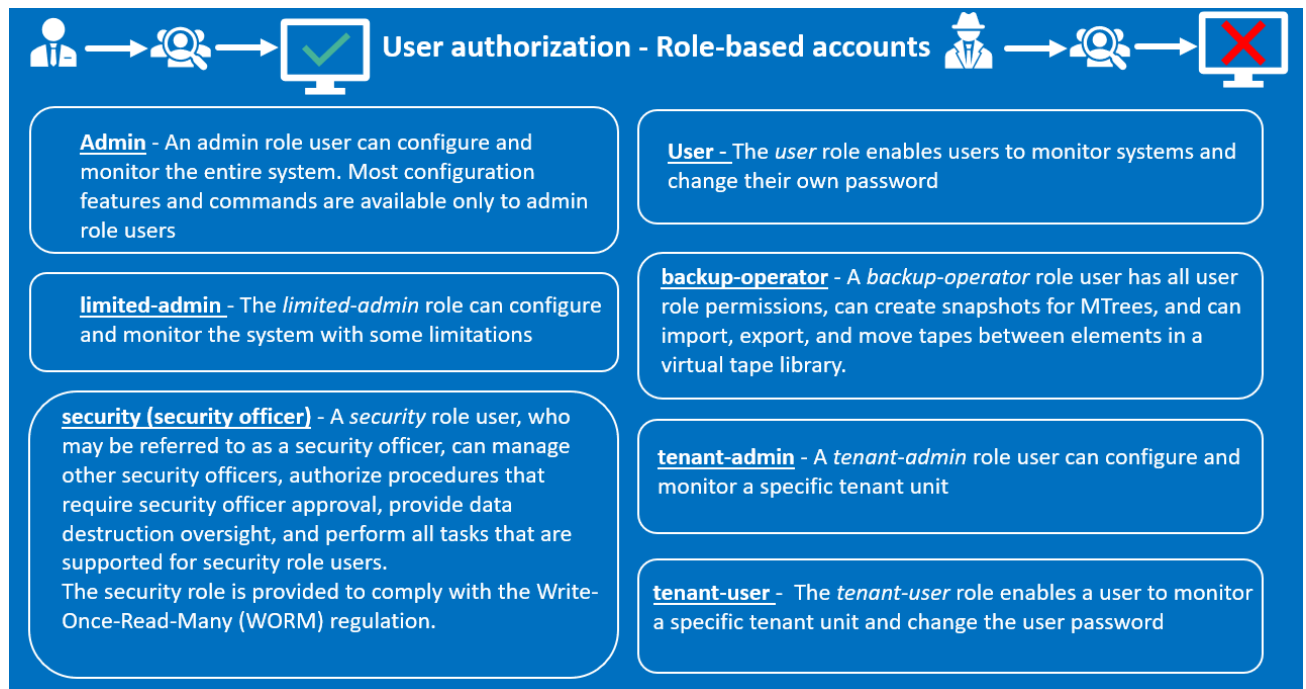 User authorization - Role-based accounts
Admin - An admin role user can configure and
monitor the entire system. Most configuration
features and commands are available only to admin
role users
limited-admin - The limited-admin role can configure
and monitor the system with some limitations
security (security officer) - A security role user, who
may be referred to as a security officer, can manage
other security officers, authorize procedures that
require security officer approval, provide data
destruction oversight, and perform all tasks that are
supported for security role users.
The security role is provided to comply with the Write-
Once-Read-Many (WORM) regulation.
User - The user role enables users to monitor systems and
change their own password
backup-operator - A backup-operator role user has all user
role permissions, can create snapshots for MTrees, and can
import, export, and move tapes between elements in a
virtual tape library.
tenant-admin - A tenant-admin role user can configure and
monitor a specific tenant unit
tenant-user - The tenant-user role enables a user to monitor
a specific tenant unit and change the user password